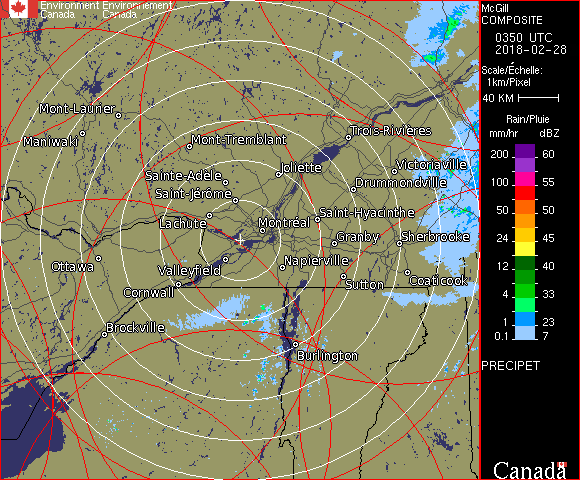 Environment Environnement
Canada Canada
McGill
COMPOSITE
0350 UTC
2018-02-28
Scale/Échelle:
1km/Pixel
40 KM
Rain/Pluie
mm/hr dBZ
200 60
100 55
50 50
24 45
12 40
4 33
1 23
0.1 7
PRECIPET
Canada
Mont-Laurier
Maniwaki
Mont-Tremblant
Trois-Rivières
Joliette
Victoriaville
Sainte-Adèle
Drummondville
Saint-Jérôme
Lachute
Saint-Hyacinthe
Montréal
Granby
Sherbrooke
Ottawa
Valleyfield
Napierville
Cornwall
Sutton
Coaticook
Brockville
Burlington